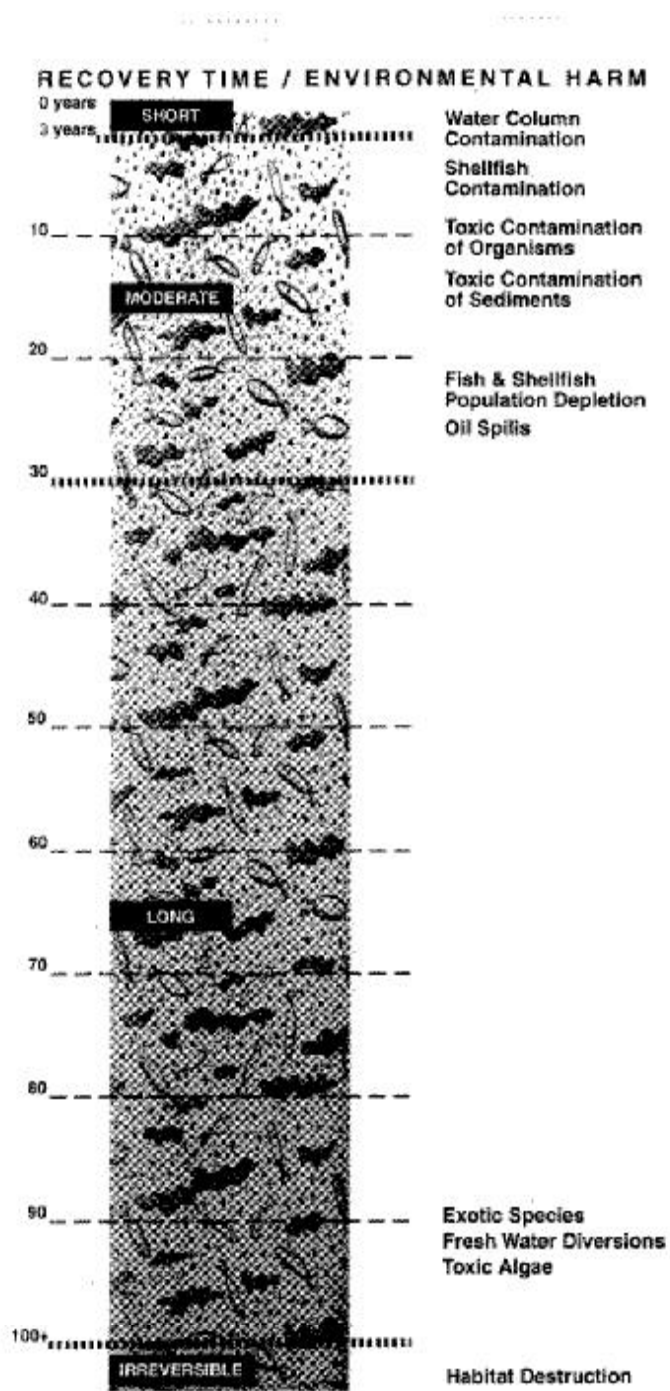 RECOVERY TIME / ENVIRONMENTAL HARM
0 years
SHORT
Water Column
3 years
Contamination
Shellfish
Contamination
10
Toxic Contamination
of Organisms
MODERATE
Toxic Contamination
of Sediments
20
Fish & Shellfish
Population Depletion
Oil Spills
30
40
50
60
LONG
70
80
90
Exotic Species
Fresh Water Diversions
Toxic Algae
100+
IRREVERSIBLE
Habitat Destruction